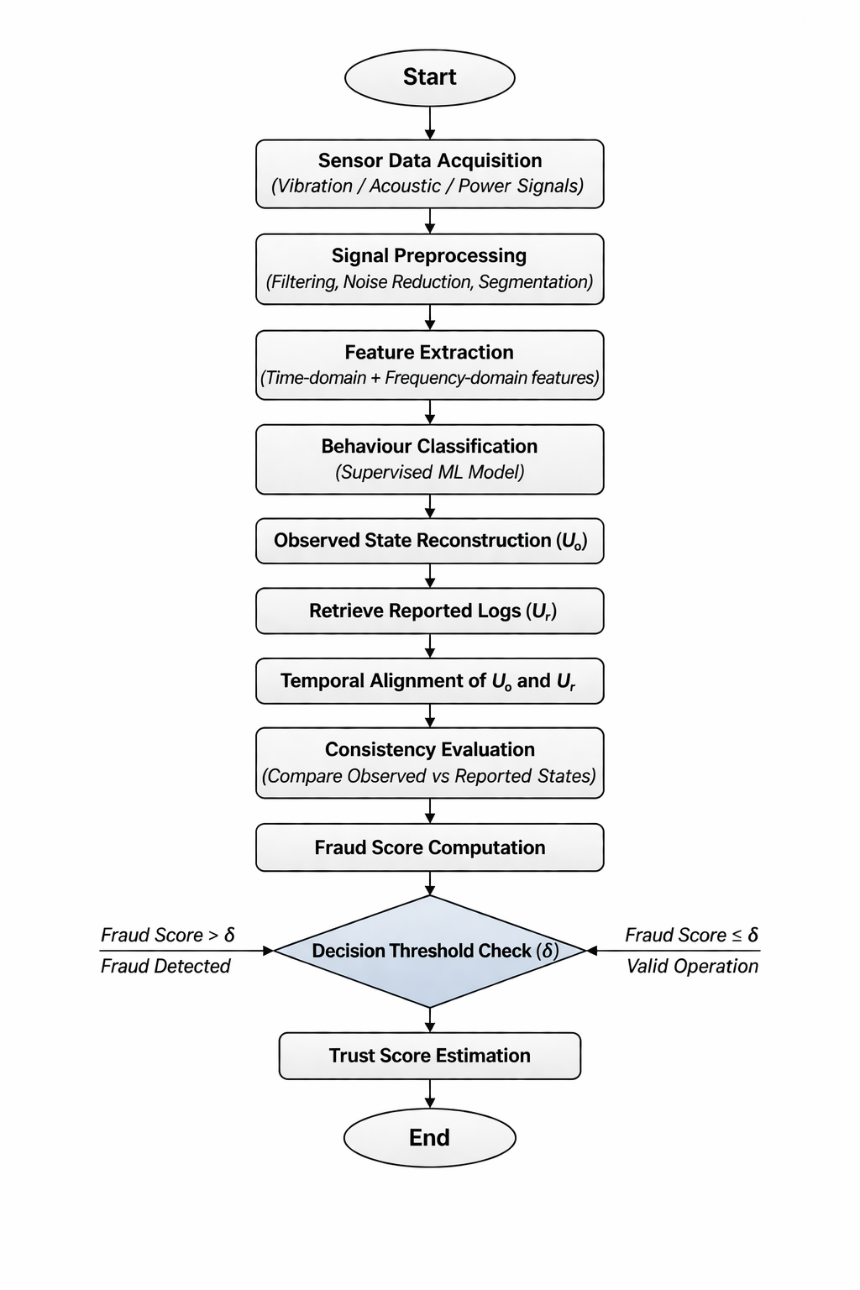 Start
Sensor Data Acquisition
(Vibration / Acoustic / Power Signals)
Signal Preprocessing
(Filtering, Noise Reduction, Segmentation)
Feature Extraction
(Time-domain + Frequency-domain features)
Behaviour Classification
(Supervised ML Model)
Observed State Reconstruction (Uₒ)
Retrieve Reported Logs (Uᵣ)
Temporal Alignment of Uₒ and Uᵣ
Consistency Evaluation
(Compare Observed vs Reported States)
Fraud Score Computation
Fraud Score > δ
Fraud Detected
Decision Threshold Check (δ)
Fraud Score ≤ δ
Valid Operation
Trust Score Estimation
End